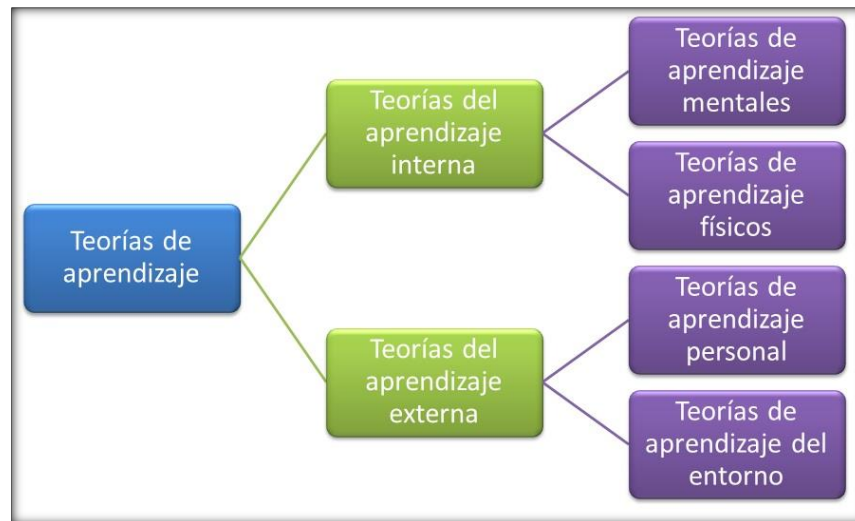 Teorías de
aprendizaje
Teorías del
aprendizaje
interna
Teorías de
aprendizaje
mentales
Teorías de
aprendizaje
físicos
Teorías del
aprendizaje
externa
Teorías de
aprendizaje
personal
Teorías de
aprendizaje del
entorno